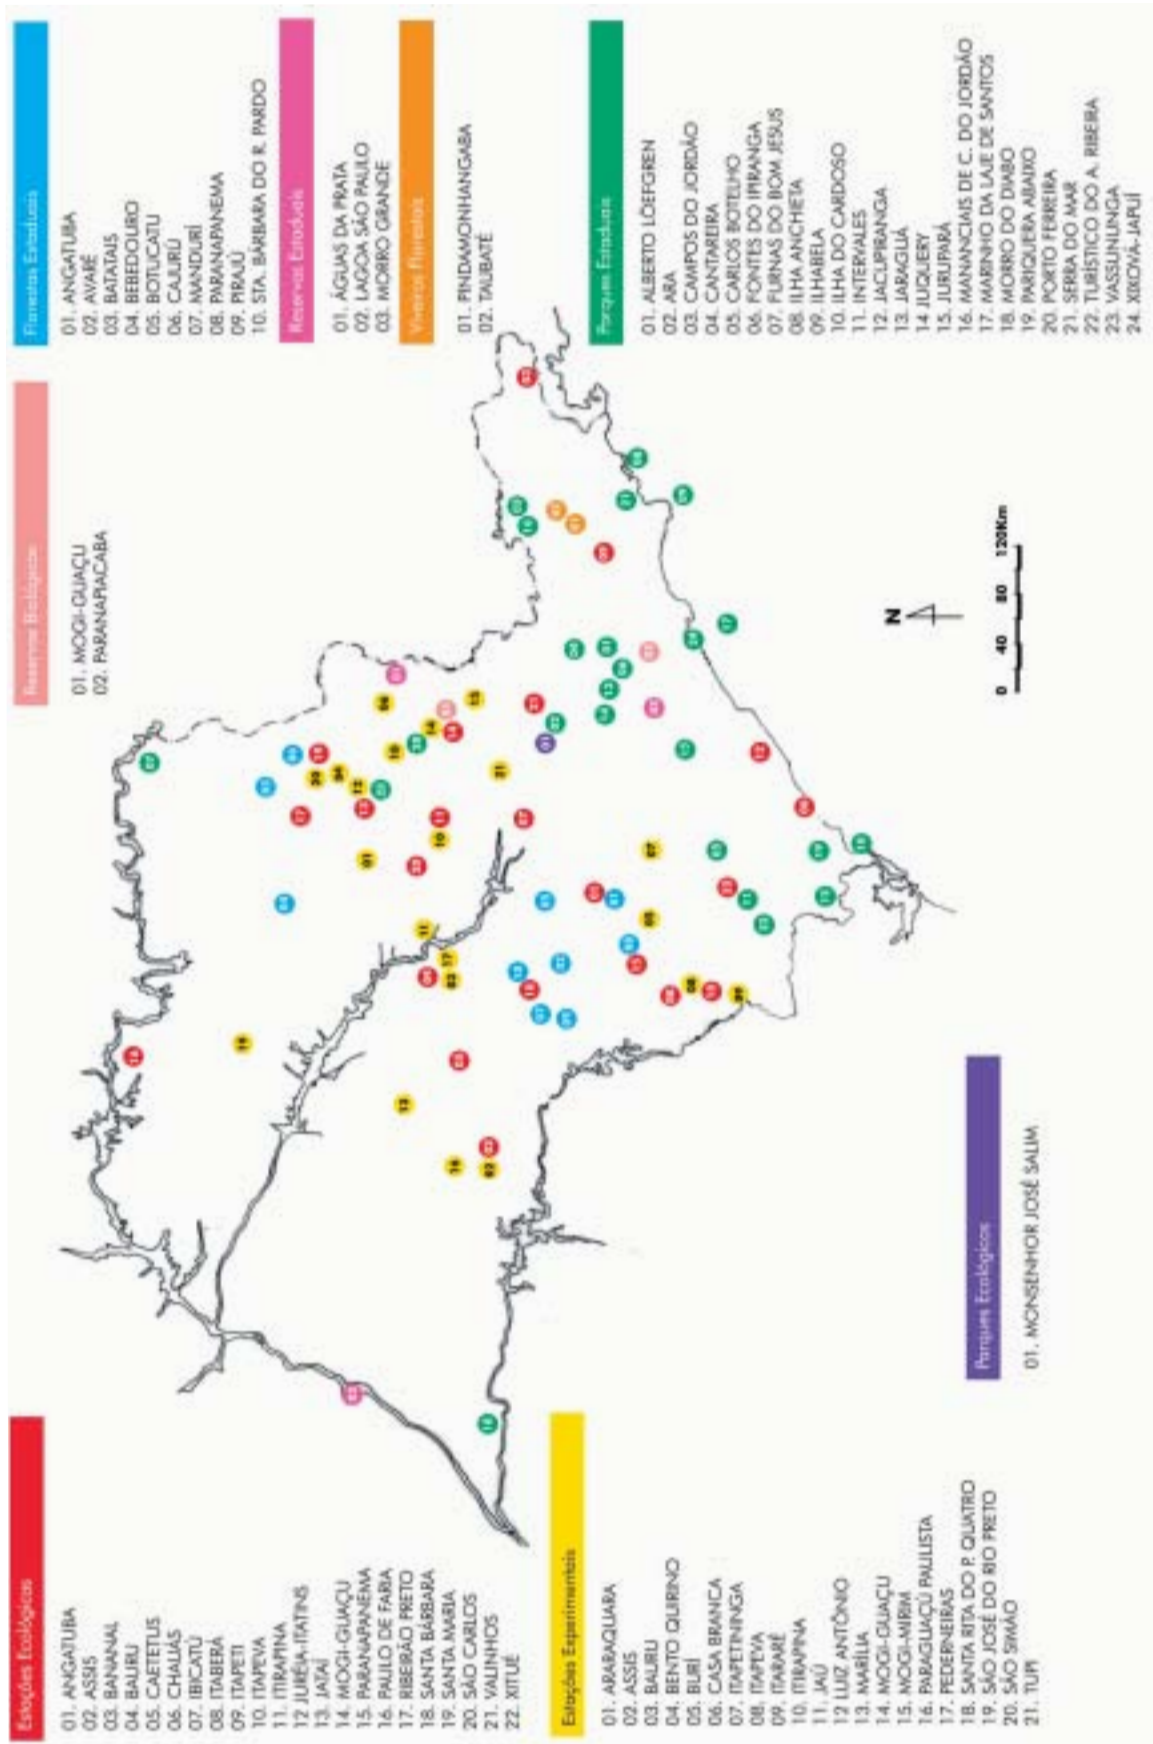 Estações Ecológicas
01. ANGATUBA
02. ASSIS
03. BANANAL
04. BAURU
05. CAETETUS
06. CHAUÁS
07. IBICATÚ
08. ITABERÁ
09. ITAPETI
10. ITAPEVA
11. ITIRAPINA
12. JURÉIA-ITATINS
13. JATAÍ
14. MOGI-GUAÇU
15. PARANAPANEMA
16. PAULO DE FARIA
17. RIBEIRÃO PRETO
18. SANTA BÁRBARA
19. SANTA MARIA
20. SÃO CARLOS
21. VALINHOS
22. XITUÉ
Reserva Biológica
01. MOGI-GUAÇU
02. PARANAPIACABA
Florestas Estaduais
01. ANGATUBA
02. AVARÉ
03. BATATAIS
04. BEBEDOURO
05. BOTUCATU
06. CAJURÚ
07. MANDURÍ
08. PARANAPANEMA
09. PIRAJÚ
10. STA. BÁRBARA DO R. PARDO
Reservas Estaduais
01. ÁGUAS DA PRATA
02. LAGOA SÃO PAULO
03. MORRO GRANDE
Viveiros Florestais
01. PINDAMONHANGABA
02. TAUBATÉ
Parques Estaduais
01. ALBERTO LÖEFGREN
02. ARA
03. CAMPOS DO JORDÃO
04. CANTAREIRA
05. CARLOS BOTELHO
06. FONTES DO IPIRANGA
07. FURNAS DO BOM JESUS
08. ILHA ANCHIETA
09. ILHABELA
10. ILHA DO CARDOSO
11. INTERVALES
12. JACUPIRANGA
13. JARAGUÁ
14 JUQUERY
15. JURUPARÁ
16. MANANCIAIS DE C. DO JORDÃO
17. MARINHO DA LAJE DE SANTOS
18. MORRO DO DIABO
19. PARIQUERA ABAIXO
20. PORTO FERREIRA
21. SERRA DO MAR
22. TURÍSTICO DO A. RIBEIRA
23. VASSUNUNGA
24. XIXOVÁ-JAPUÍ
Estações Experimentais
01. ARARAQUARA
02. ASSIS
03. BAURU
04. BENTO QUIRINO
05. BURÍ
06. CASA BRANCA
07. ITAPETININGA
08. ITAPEVA
09. ITARARÉ
10. ITIRAPINA
11. JAÚ
12 LUIZ ANTÔNIO
13. MARÍLIA
14. MOGI-GUAÇU
15. MOGI-MIRIM
16. PARAGUAÇÚ PAULISTA
17. PEDERNEIRAS
18. SANTA RITA DO P. QUATRO
19. SÃO JOSÉ DO RIO PRETO
20. SÃO SIMÃO
21. TUPI
Parques Ecológicos
01. MONSENHOR JOSÉ SALIM
N
0 40 80 120Km